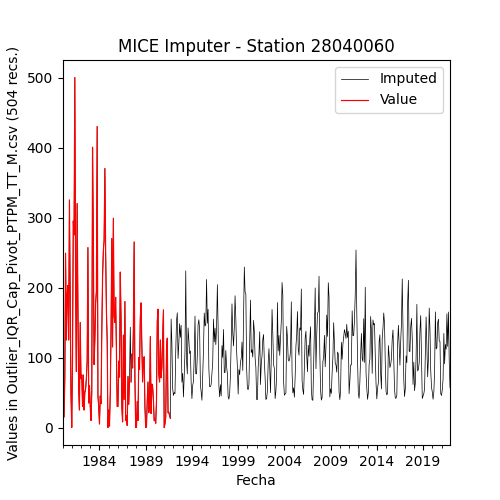 MICE Imputer - Station 28040060
Imputed
Value
Values in Outlier_IQR_Cap_Pivot_PTPM_TT_M.csv (504 recs.)
500
400
300
200
100
0
1984 1989 1994 1999 2004 2009 2014 2019
Fecha